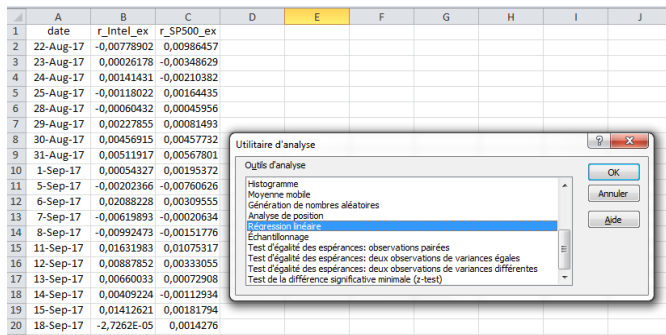 A B C D E F G H I J
1 date r_Intel_ex r_SP500_ex
2 22-Aug-17 -0,00778902 0,00986457
3 23-Aug-17 0,00026178 -0,00348629
4 24-Aug-17 0,00141431 -0,00210382
5 25-Aug-17 -0,00118022 0,00164435
6 28-Aug-17 -0,00060432 0,00045956
7 29-Aug-17 0,00227855 0,00081493
8 30-Aug-17 0,00456915 0,00457732
9 31-Aug-17 0,00511917 0,00567801
10 1-Sep-17 0,00054327 0,00195372
11 5-Sep-17 -0,00202366 -0,00760626
12 6-Sep-17 0,02088228 0,00309555
13 7-Sep-17 -0,00619893 -0,00020634
14 8-Sep-17 -0,00992473 -0,00151776
15 11-Sep-17 0,01631983 0,01075317
16 12-Sep-17 0,00887852 0,00333055
17 13-Sep-17 0,00660033 0,00072908
18 14-Sep-17 0,00409224 -0,00112934
19 15-Sep-17 0,01412621 0,00181794
20 18-Sep-17 -2,7262E-05 0,0014276
Utilitaire d'analyse
Outils d'analyse
Histogramme
Moyenne mobile
Génération de nombres aléatoires
Analyse de position
Régression linéaire
Échantillonnage
Test d'égalité des espérances: observations pairées
Test d'égalité des espérances: deux observations de variances égales
Test d'égalité des espérances: deux observations de variances différentes
Test de la différence significative minimale (z-test)
OK
Annuler
Aide